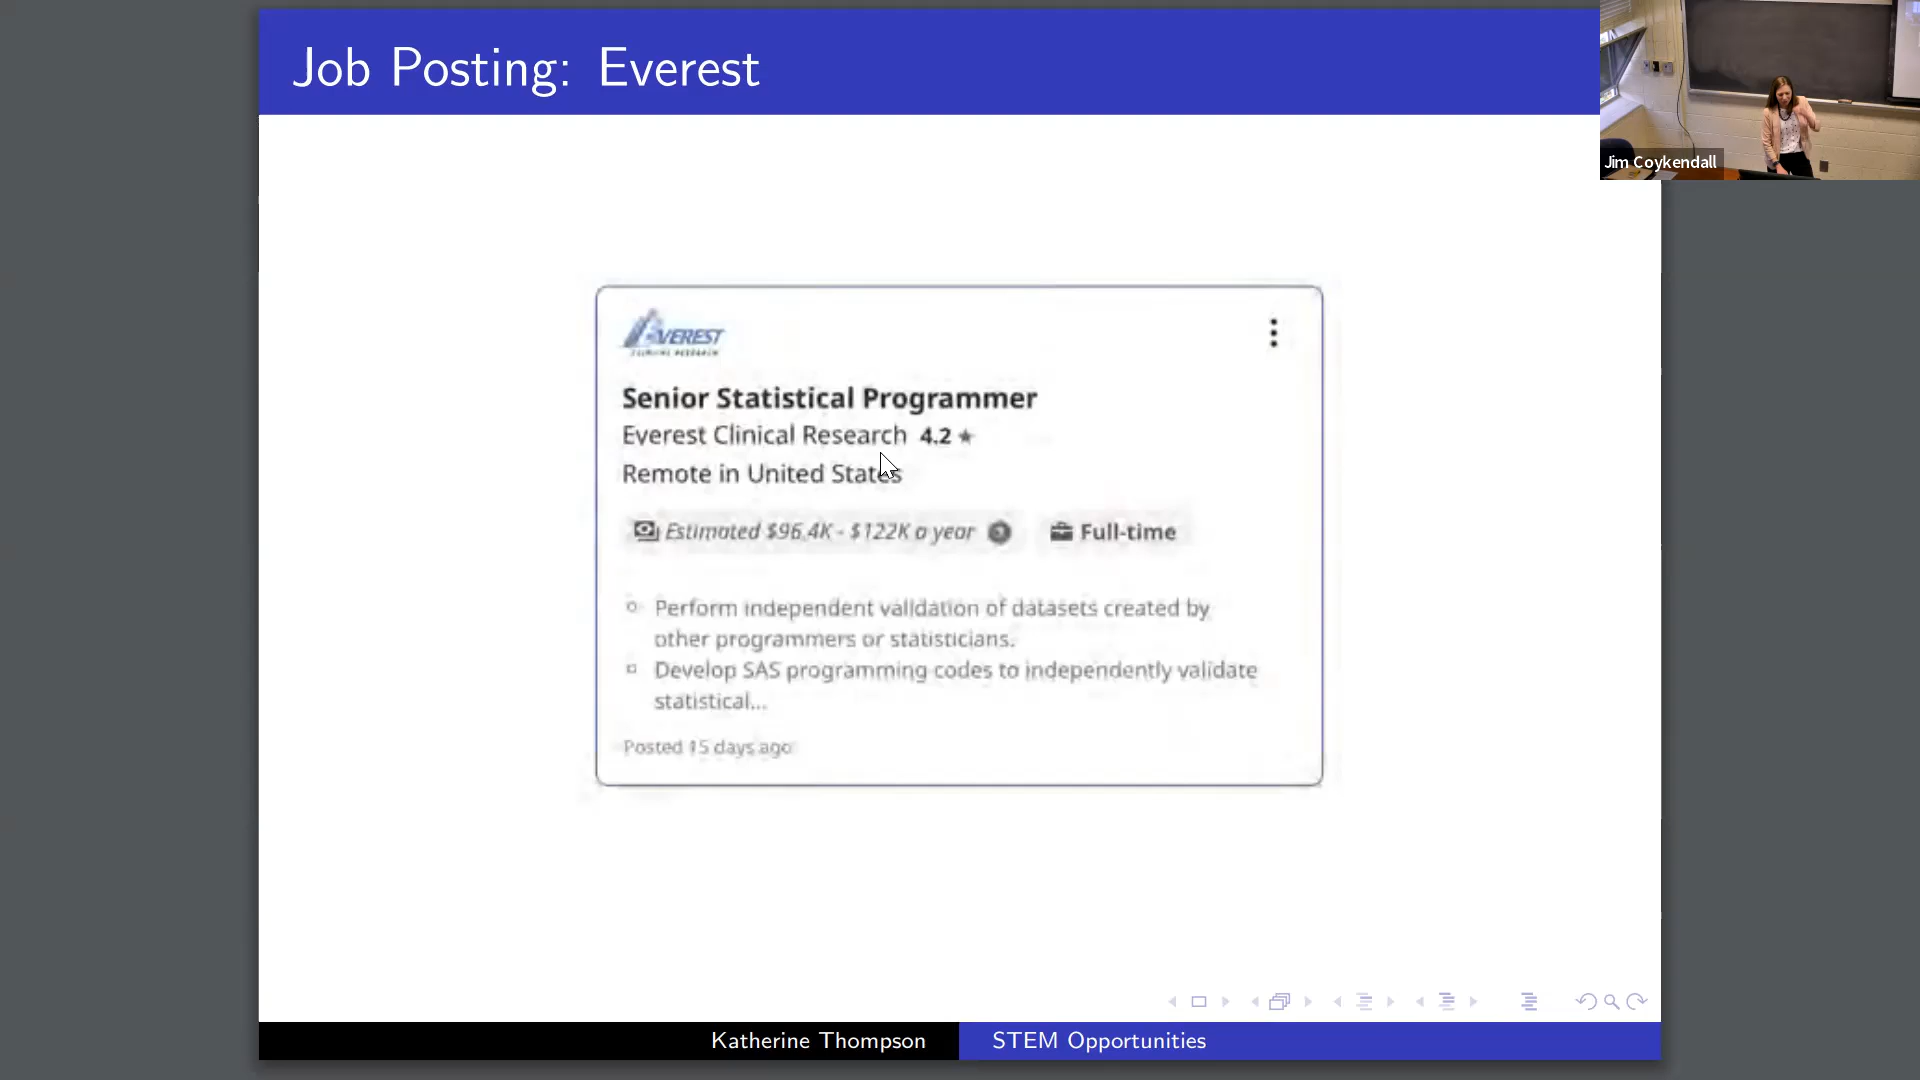 Job Posting: Everest
Jim Coykendall
EVEREST
CLINICAL RESEARCH
Senior Statistical Programmer
Everest Clinical Research 4.2 ★
Remote in United States
Estimated $96.4K - $122K a year
Full-time
Perform independent validation of datasets created by
other programmers or statisticians.
Develop SAS programming codes to independently validate
statistical...
Posted 15 days ago
Katherine Thompson
STEM Opportunities